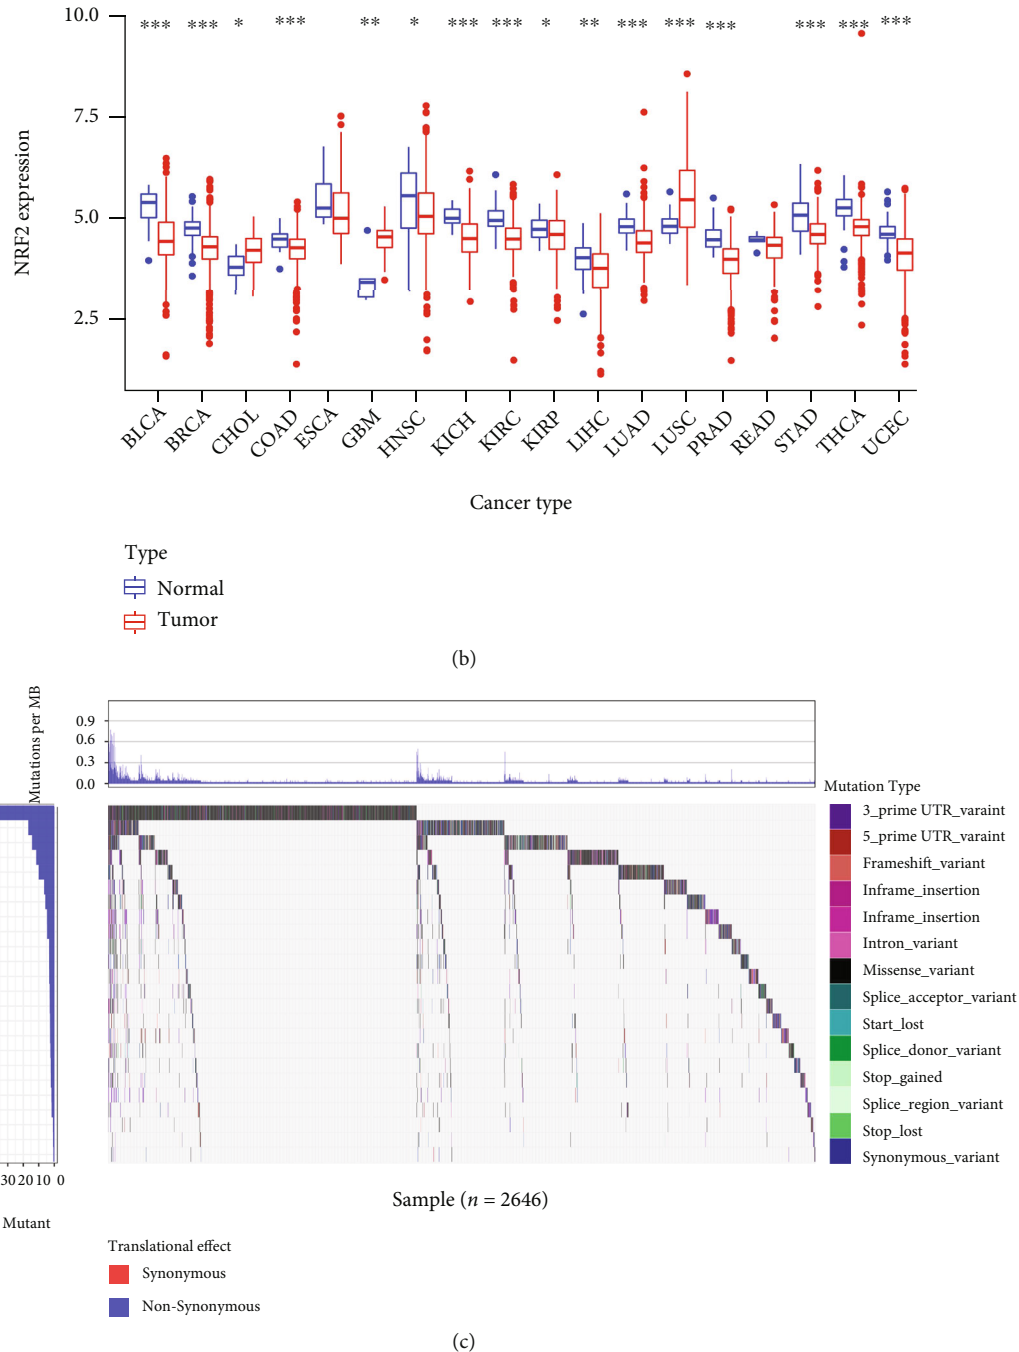 10.0
7.5
5.0
2.5
NRF2 expression
*** *** * *** ** * *** *** * ** *** *** *** *** *** ***
BLCA BRCA CHOL COAD ESCA GBM HNSC KICH KIRC KIRP LIHC LUAD LUSC PRAD READ STAD THCA UCEC
Cancer type
Type
Normal
Tumor
(b)
Mutations per MB
0.9
0.6
0.3
0.0
Mutation Type
3_prime UTR_varaint
5_prime UTR_varaint
Frameshift_variant
Inframe_insertion
Inframe_insertion
Intron_variant
Missense_variant
Splice_acceptor_variant
Start_lost
Splice_donor_variant
Stop_gained
Splice_region_variant
Stop_lost
Synonymous_variant
30 20 10 0
Mutant
Sample (n = 2646)
Translational effect
Synonymous
Non-Synonymous
(c)